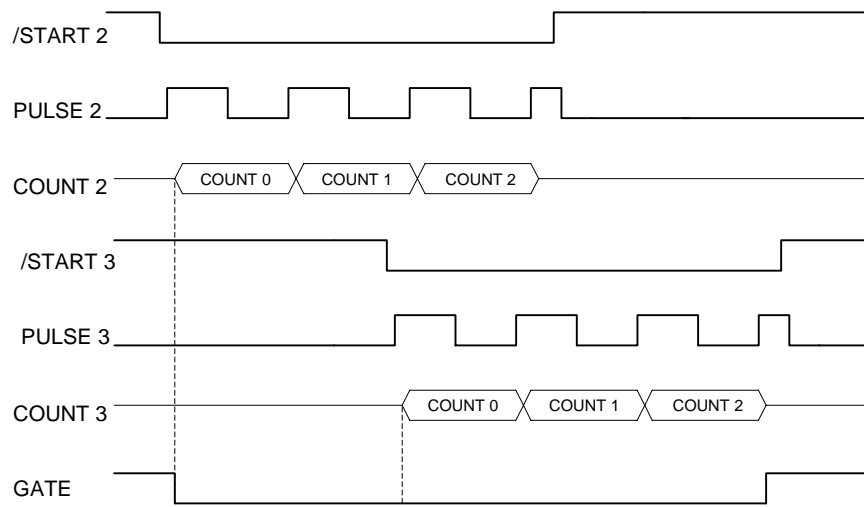 /START 2
PULSE 2
COUNT 2 COUNT 0 COUNT 1 COUNT 2
/START 3
PULSE 3
COUNT 3 COUNT 0 COUNT 1 COUNT 2
GATE